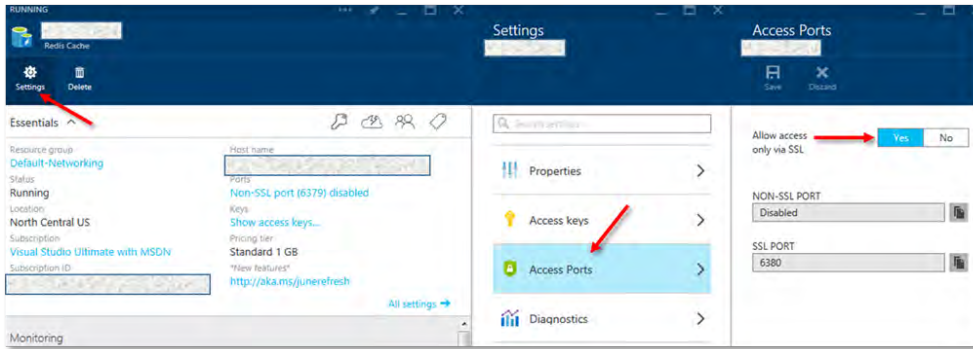 RUNNING
Redis Cache
Settings
Delete
Essentials
Resource group
Default-Networking
Status
Running
Location
North Central US
Subscription
Visual Studio Ultimate with MSDN
Subscription ID
Host name
Ports
Non-SSL port (6379) disabled
Keys
Show access keys...
Pricing tier
Standard 1 GB
*New features*
http://aka.ms/junerefresh
All settings
Monitoring
Settings
Search settings
Properties
Access keys
Access Ports
Diagnostics
Access Ports
Save
Discard
Allow access
only via SSL
Yes
No
NON-SSL PORT
Disabled
SSL PORT
6380